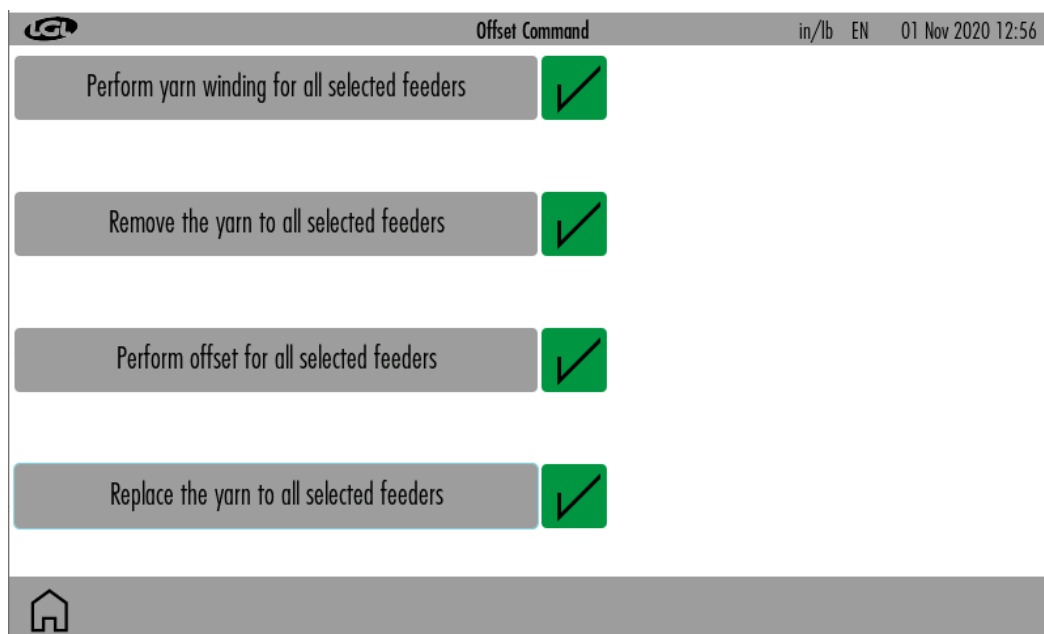 LGL Offset Command in/lb EN 01 Nov 2020 12:56
Perform yarn winding for all selected feeders
Remove the yarn to all selected feeders
Perform offset for all selected feeders
Replace the yarn to all selected feeders